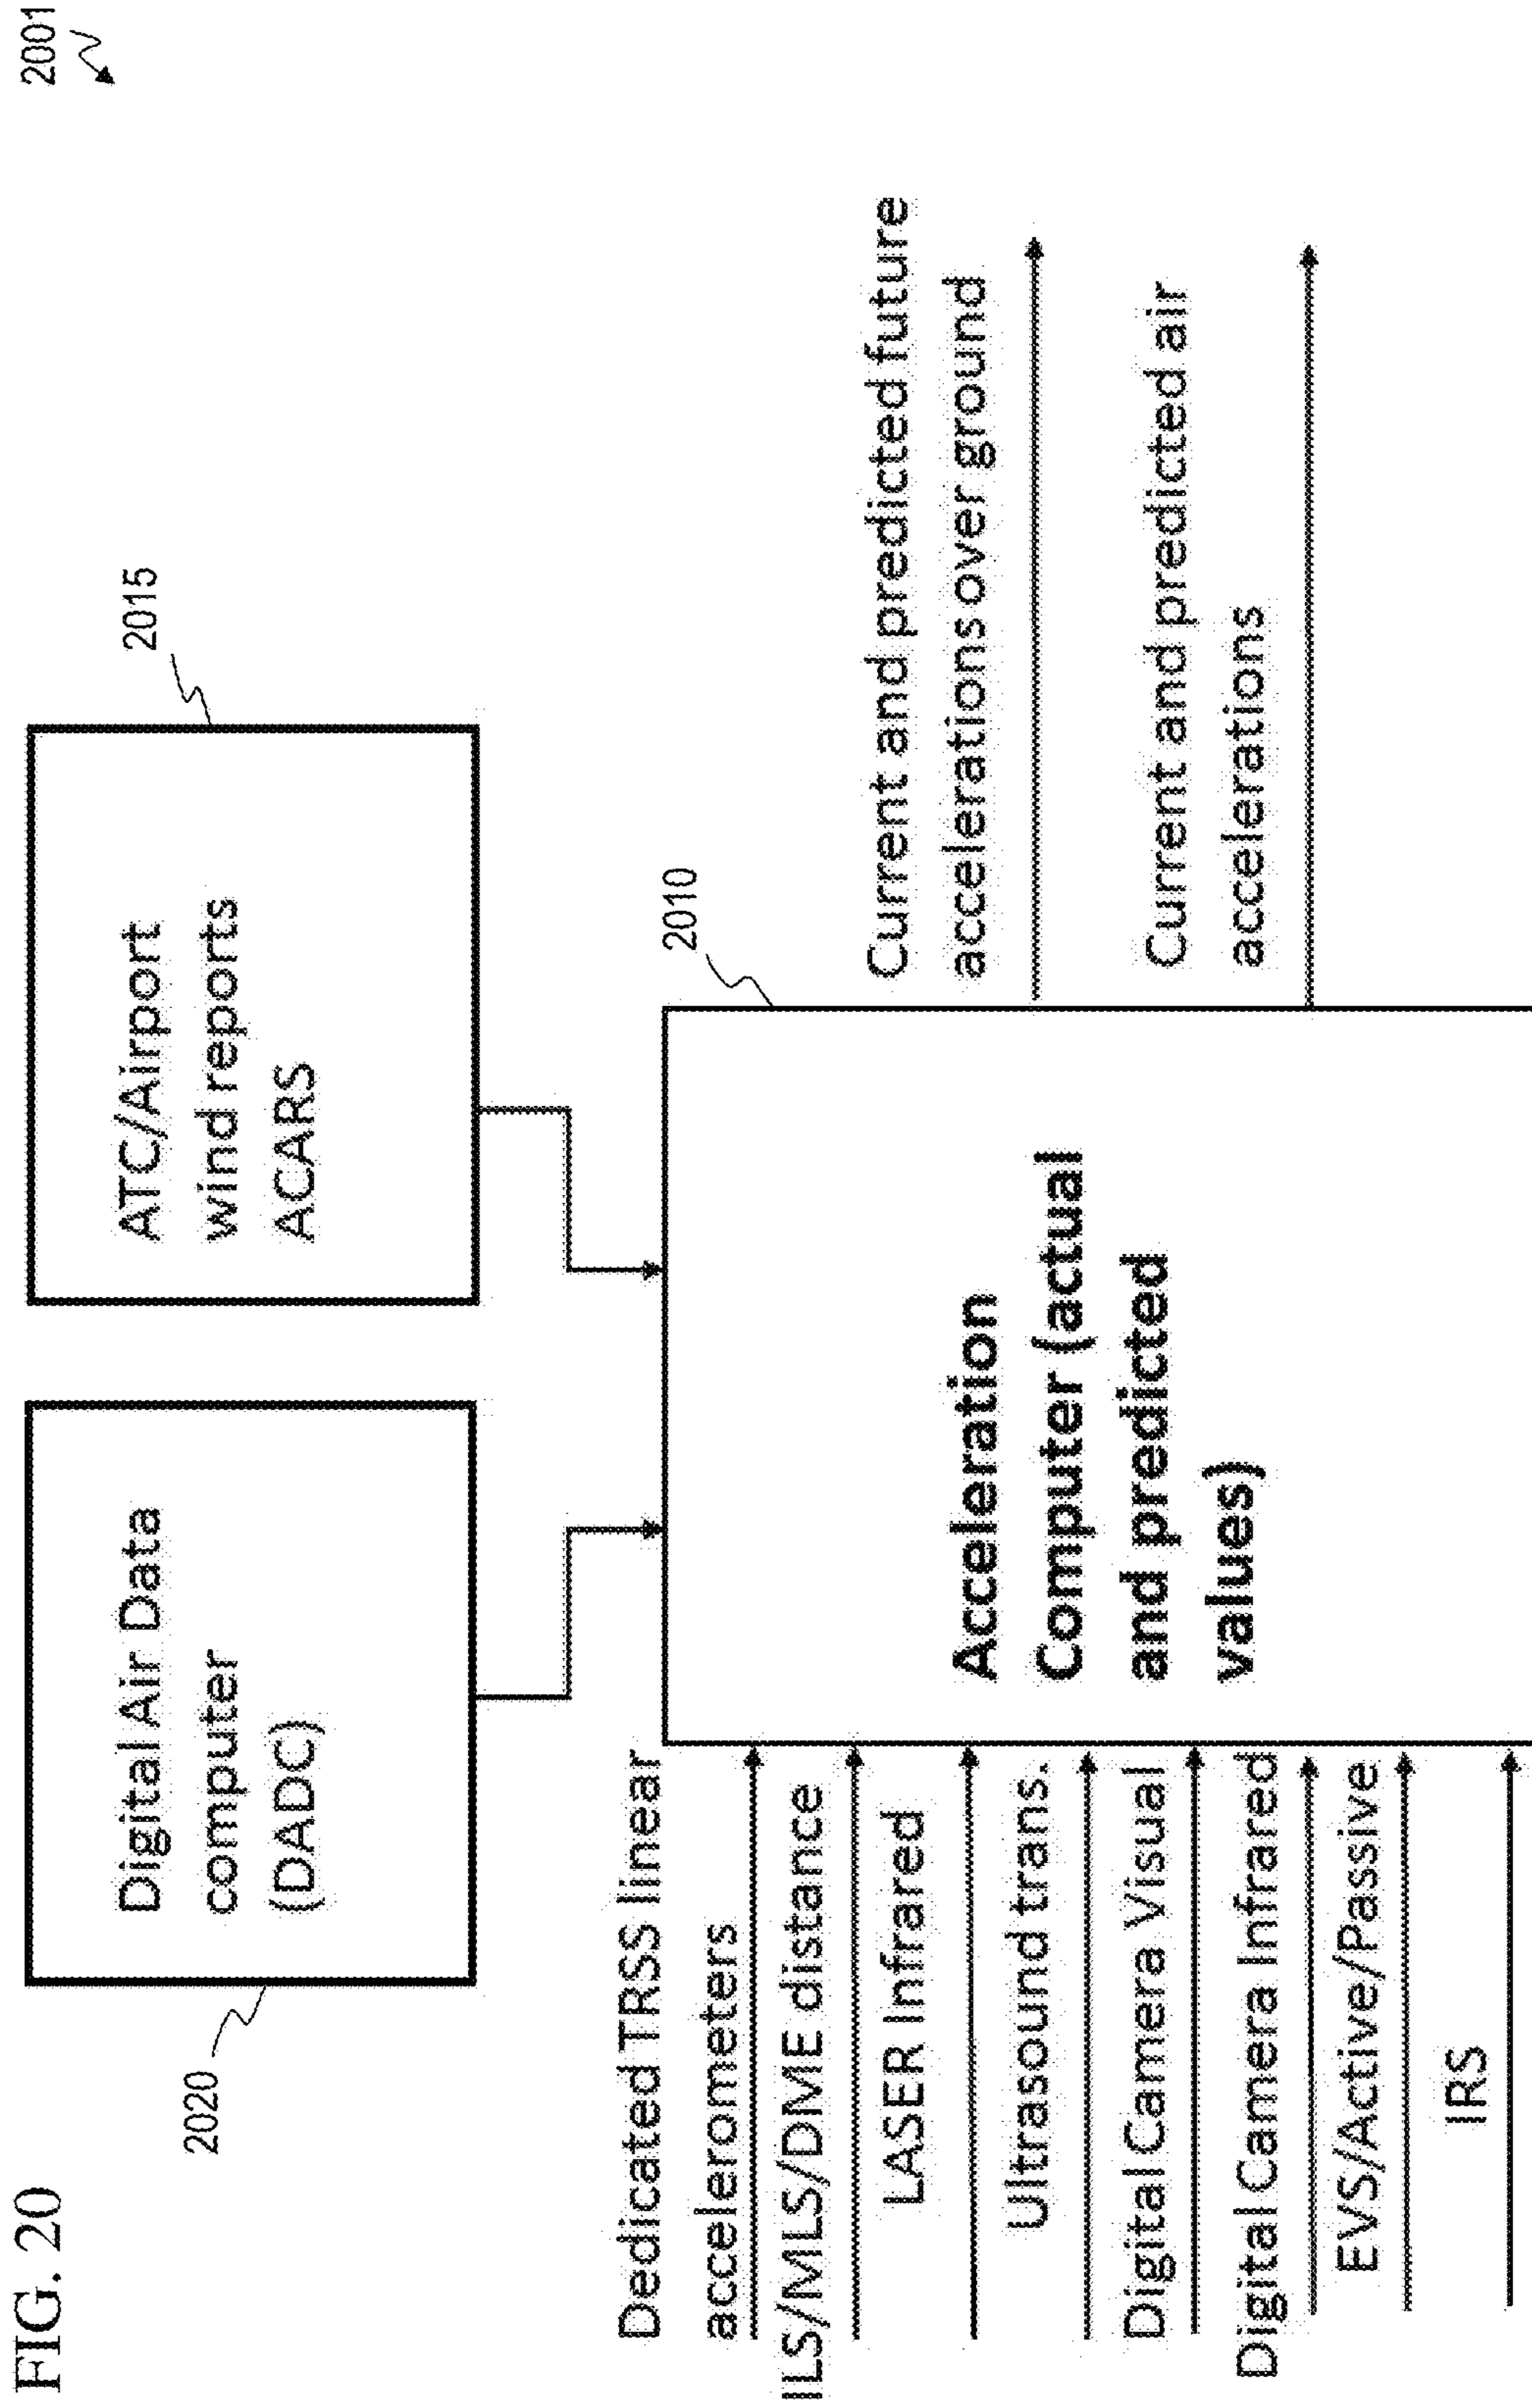 FIG. 20
2001
2020
Digital Air Data
computer
(DADC)
ATC/Airport
wind reports
ACARS
2015
Dedicated TRSS linear
accelerometers
ILS/MLS/DME distance
LASER Infrared
Ultrasound trans.
Digital Camera Visual
Digital Camera Infrared
EVS/Active/Passive
IRS
Acceleration
Computer (actual
and predicted
values)
2010
Current and predicted future
accelerations over ground
Current and predicted air
accelerations